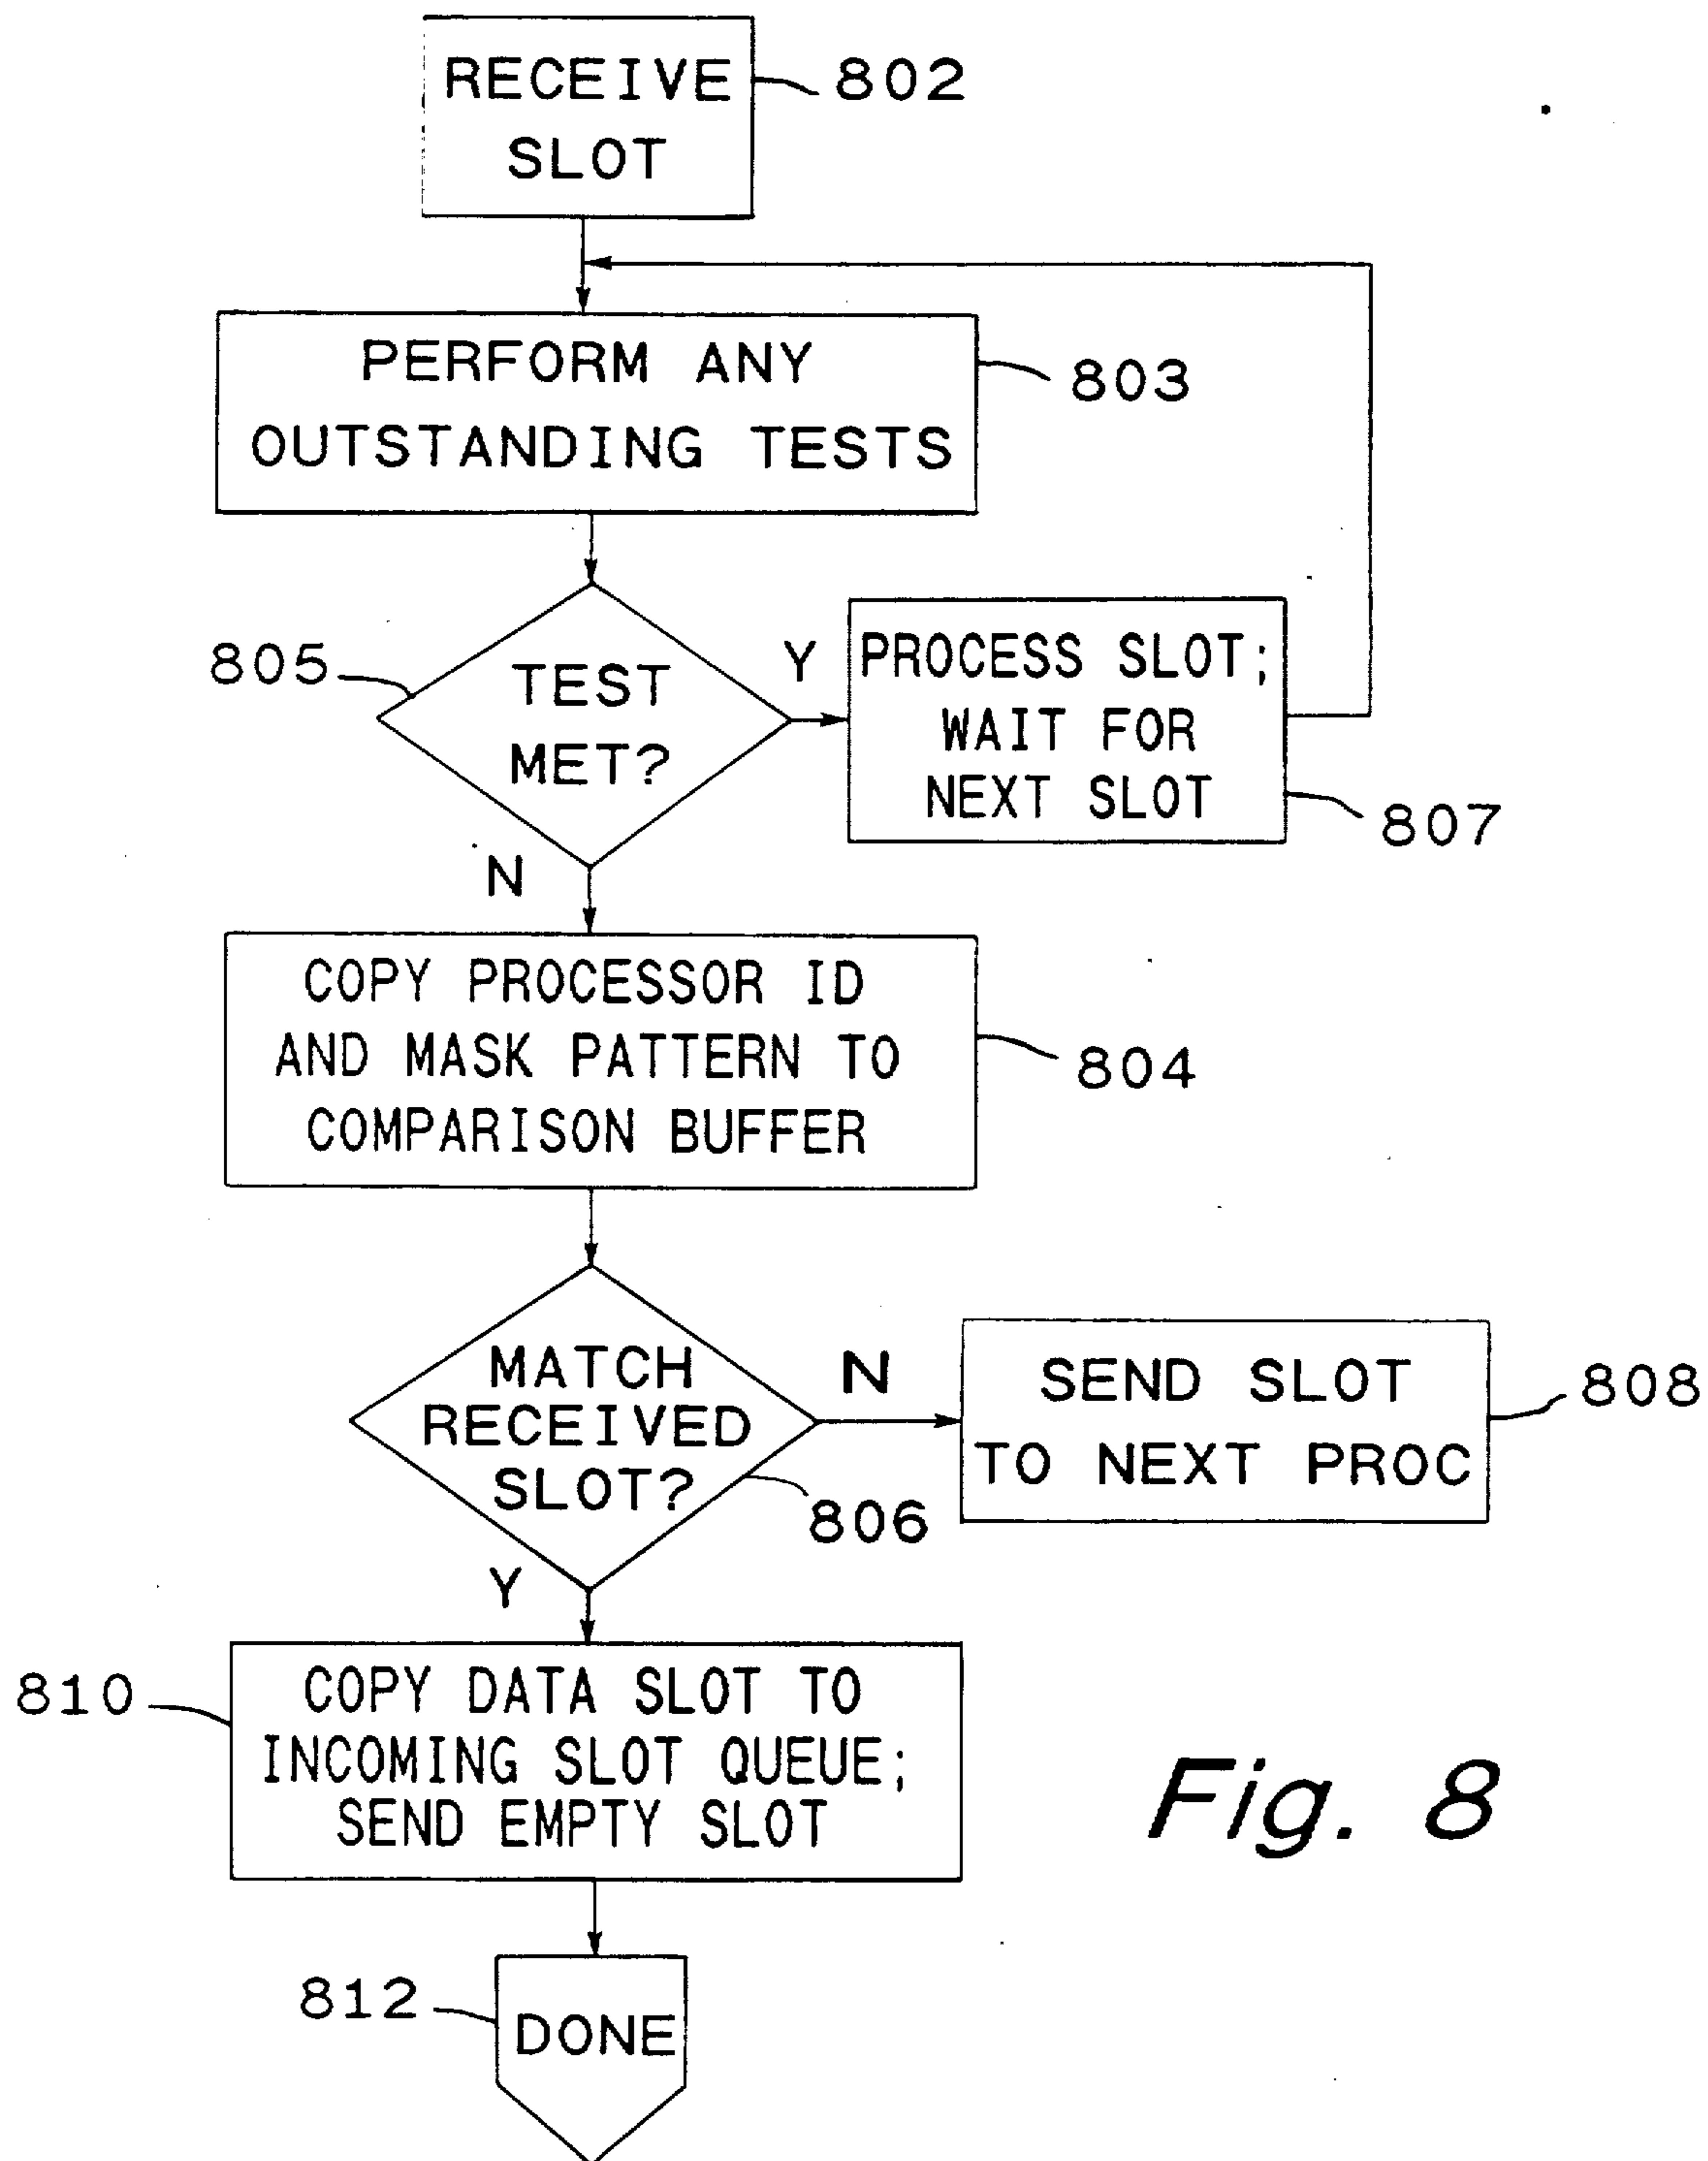 RECEIVE
SLOT
802
PERFORM ANY
OUTSTANDING TESTS
803
805
TEST
MET?
Y
N
PROCESS SLOT;
WAIT FOR
NEXT SLOT
807
COPY PROCESSOR ID
AND MASK PATTERN TO
COMPARISON BUFFER
804
MATCH
RECEIVED
SLOT?
806
N
Y
SEND SLOT
TO NEXT PROC
808
810
COPY DATA SLOT TO
INCOMING SLOT QUEUE;
SEND EMPTY SLOT
812
DONE
Fig. 8